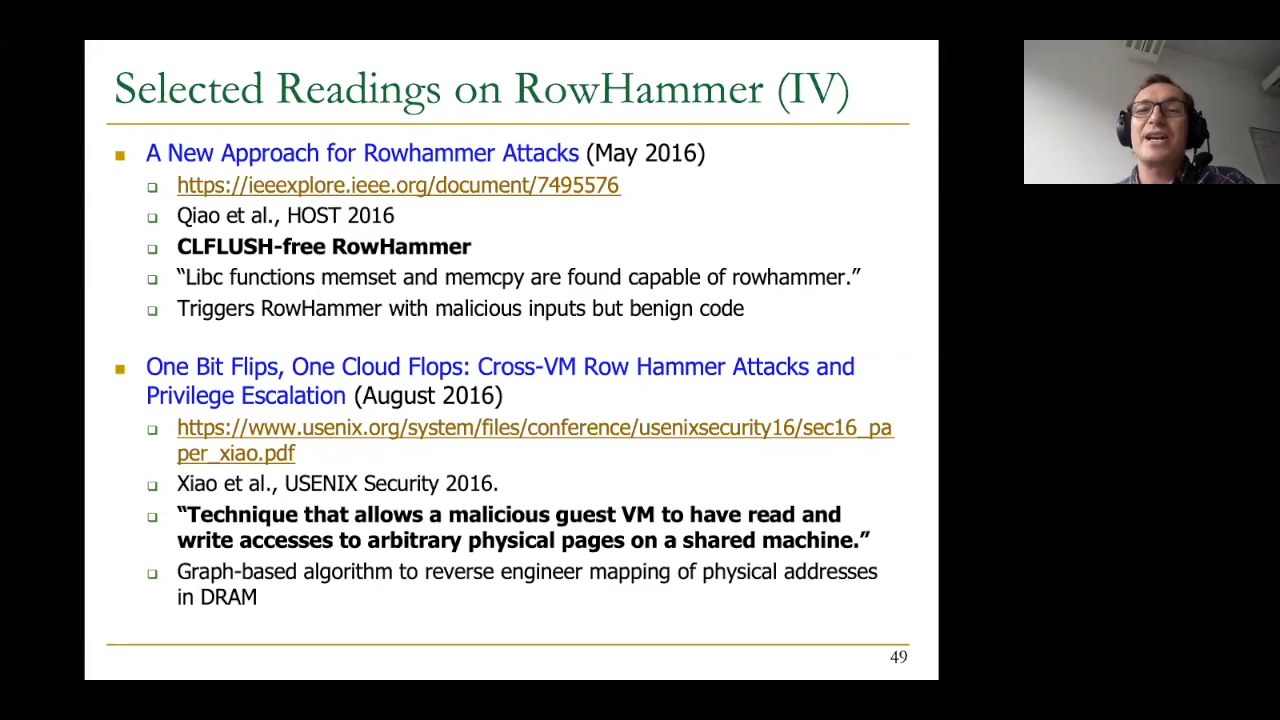 Selected Readings on RowHammer (IV)
A New Approach for Rowhammer Attacks (May 2016)
https://ieeexplore.ieee.org/document/7495576
Qiao et al., HOST 2016
CLFLUSH-free RowHammer
“Libc functions memset and memcpy are found capable of rowhammer.”
Triggers RowHammer with malicious inputs but benign code
One Bit Flips, One Cloud Flops: Cross-VM Row Hammer Attacks and
Privilege Escalation (August 2016)
https://www.usenix.org/system/files/conference/usenixsecurity16/sec16_pa
per_xiao.pdf
Xiao et al., USENIX Security 2016.
“Technique that allows a malicious guest VM to have read and
write accesses to arbitrary physical pages on a shared machine.”
Graph-based algorithm to reverse engineer mapping of physical addresses
in DRAM
49